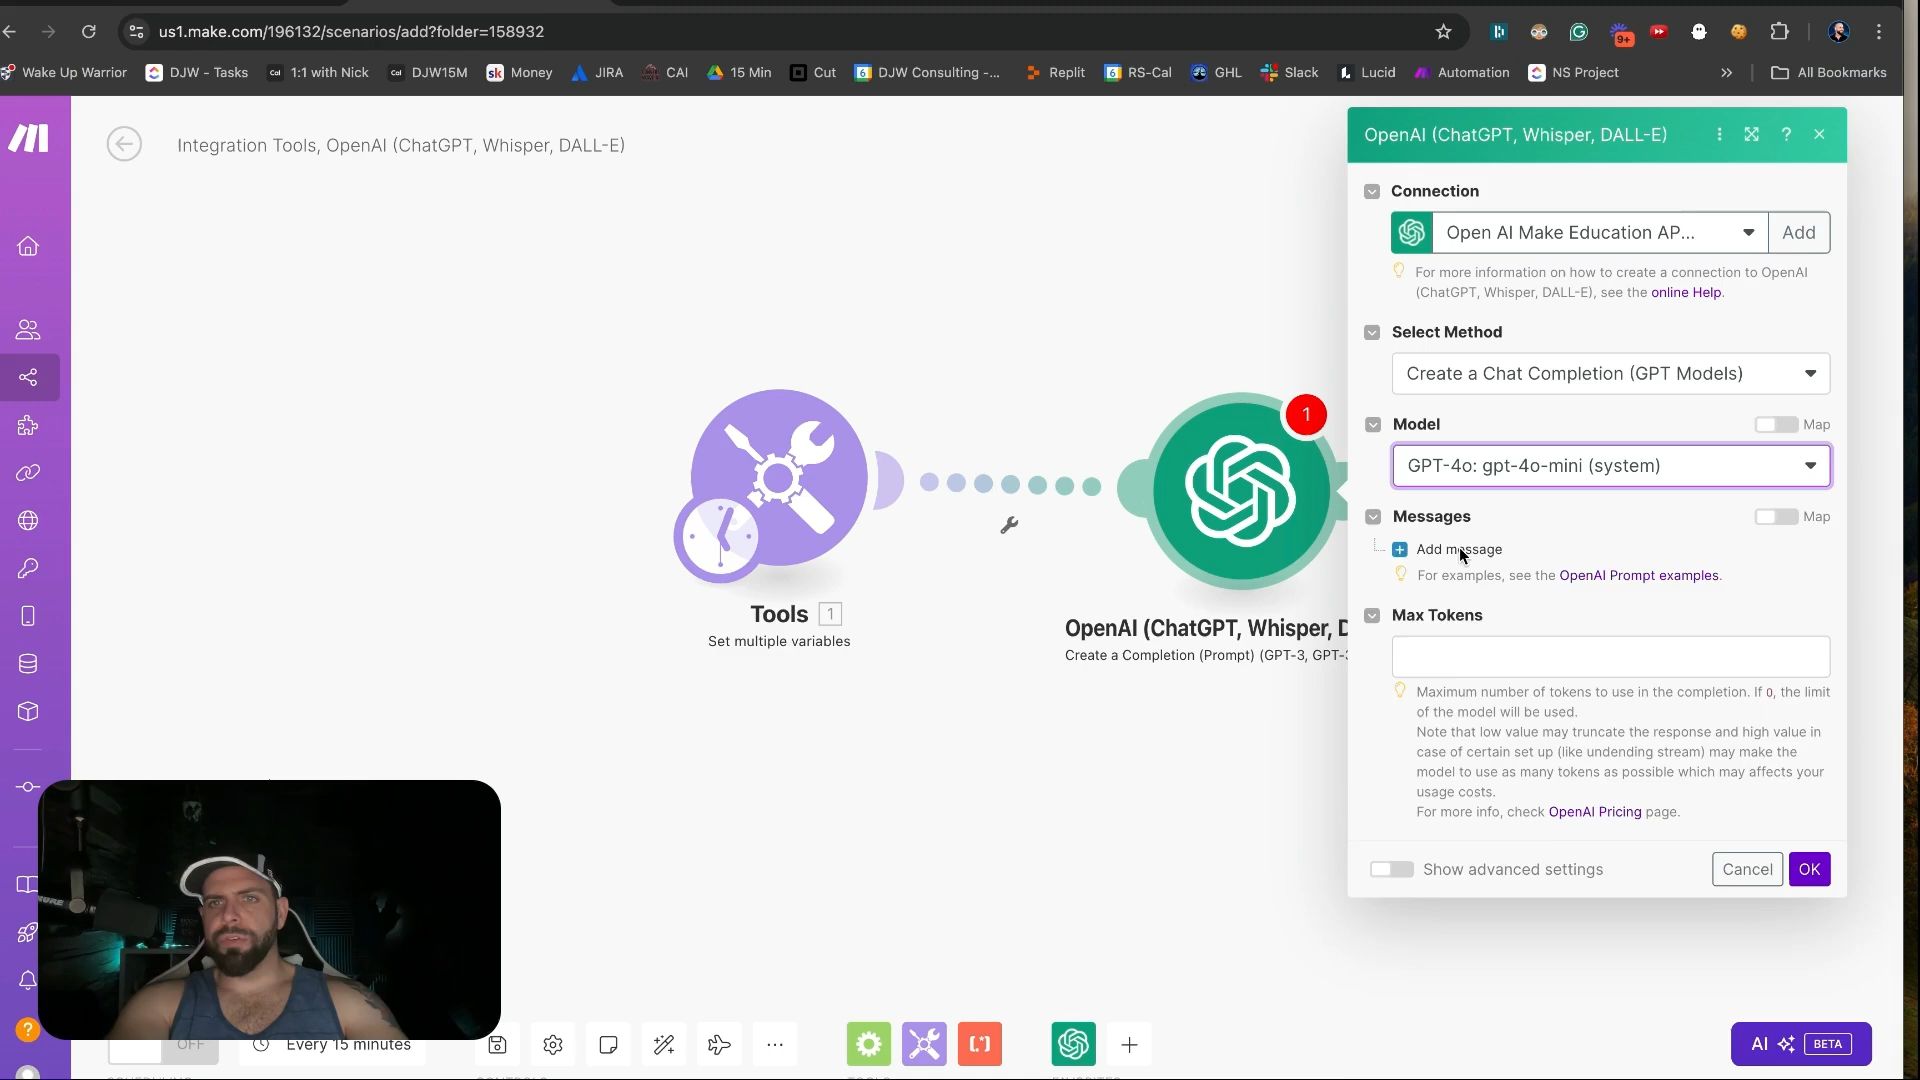 us1.make.com/196132/scenarios/add?folder=158932
9+
Wake Up Warrior
DJW - Tasks
Col
1:1 with Nick
Col
DJW15M
sk
Money
JIRA
CAI
15 Min
Cut
6
DJW Consulting -...
Replit
6
RS-Cal
GHL
Slack
Lucid
Automation
NS Project
All Bookmarks
Integration Tools, OpenAI (ChatGPT, Whisper, DALL-E)
OpenAI (ChatGPT, Whisper, DALL-E)
Connection
Open AI Make Education AP...
Add
For more information on how to create a connection to OpenAI
(ChatGPT, Whisper, DALL-E), see the online Help.
Select Method
Create a Chat Completion (GPT Models)
Model
Map
GPT-4o: gpt-4o-mini (system)
Messages
Map
Add message
For examples, see the OpenAI Prompt examples.
Max Tokens
Maximum number of tokens to use in the completion. If 0, the limit
of the model will be used.
Note that low value may truncate the response and high value in
case of certain set up (like undending stream) may make the
model to use as many tokens as possible which may affects your
usage costs.
For more info, check OpenAI Pricing page.
Show advanced settings
Cancel
OK
1
Tools 1
Set multiple variables
OpenAI (ChatGPT, Whisper, D
Create a Completion (Prompt) (GPT-3, GPT-3
OFF
Every 15 minutes
[.*]
AI
BETA